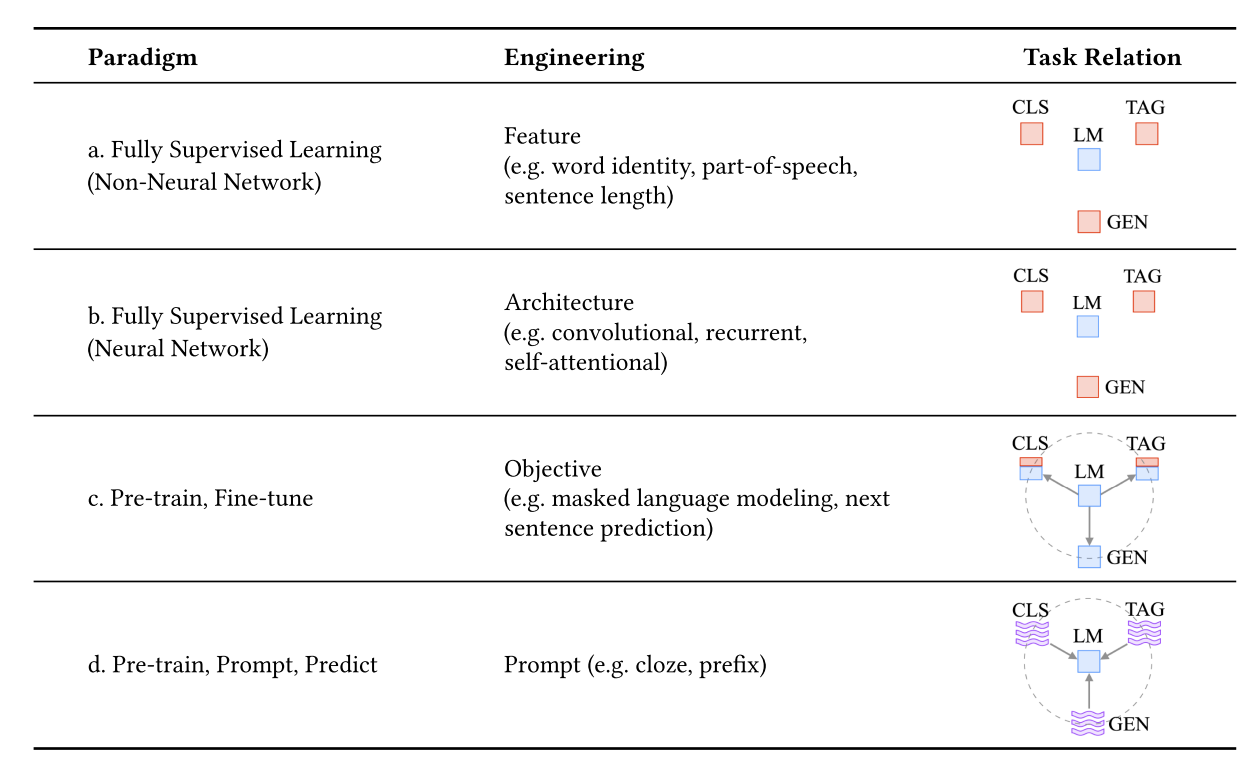 Paradigm Engineering Task Relation
a. Fully Supervised Learning
(Non-Neural Network)
Feature
(e.g. word identity, part-of-speech,
sentence length)
CLS TAG
LM
GEN
b. Fully Supervised Learning
(Neural Network)
Architecture
(e.g. convolutional, recurrent,
self-attentional)
CLS TAG
LM
GEN
c. Pre-train, Fine-tune
Objective
(e.g. masked language modeling, next
sentence prediction)
CLS TAG
LM
GEN
d. Pre-train, Prompt, Predict
Prompt (e.g. cloze, prefix)
CLS TAG
LM
GEN